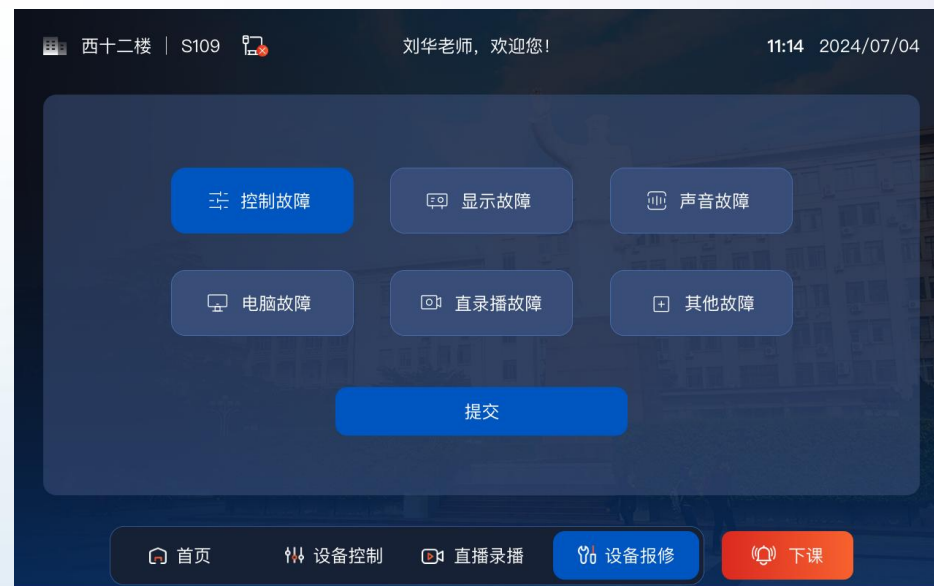 西十二楼 | S109 刘华老师，欢迎您! 11:14 2024/07/04
控制故障 显示故障 声音故障
电脑故障 直录播故障 其他故障
提交
首页 设备控制 直播录播 设备报修 下课